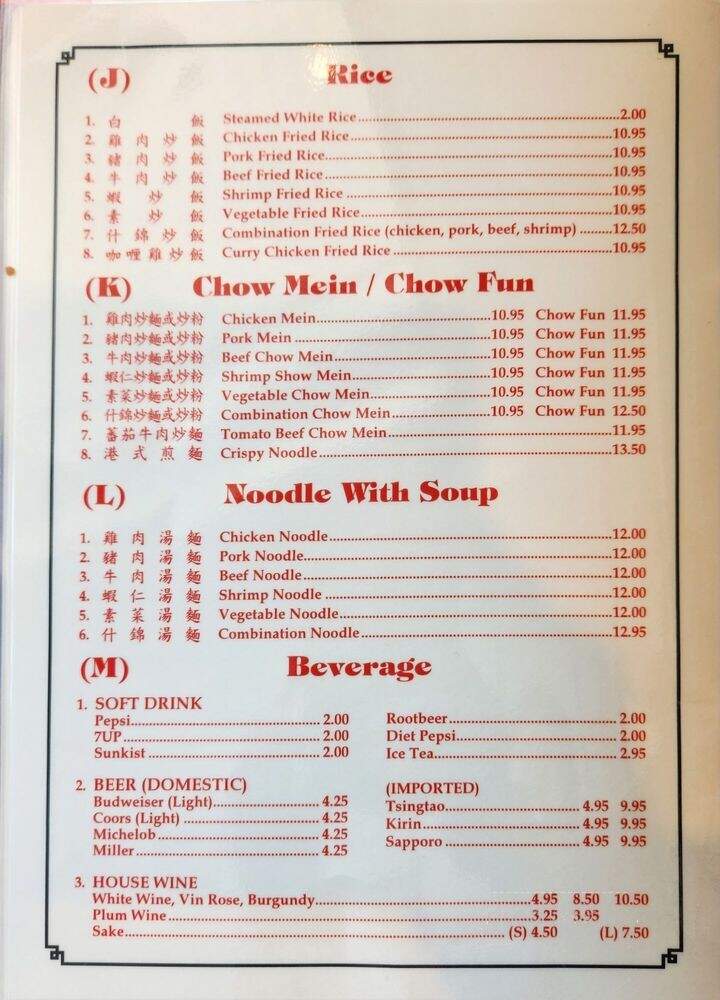 (J) Rice
1. 白飯 Steamed White Rice 2.00
2. 雞肉炒飯 Chicken Fried Rice 10.95
3. 豬肉炒飯 Pork Fried Rice 10.95
4. 牛肉炒飯 Beef Fried Rice 10.95
5. 蝦炒飯 Shrimp Fried Rice 10.95
6. 素炒飯 Vegetable Fried Rice 10.95
7. 什錦炒飯 Combination Fried Rice (chicken, pork, beef, shrimp) 12.50
8. 咖喱雞炒飯 Curry Chicken Fried Rice 10.95
(K) Chow Mein / Chow Fun
1. 雞肉炒麵或炒粉 Chicken Mein 10.95 Chow Fun 11.95
2. 豬肉炒麵或炒粉 Pork Mein 10.95 Chow Fun 11.95
3. 牛肉炒麵或炒粉 Beef Chow Mein 10.95 Chow Fun 11.95
4. 蝦仁炒麵或炒粉 Shrimp Show Mein 10.95 Chow Fun 11.95
5. 素菜炒麵或炒粉 Vegetable Chow Mein 10.95 Chow Fun 11.95
6. 什錦炒麵或炒粉 Combination Chow Mein 10.95 Chow Fun 12.50
7. 蕃茄牛肉炒麵 Tomato Beef Chow Mein 11.95
8. 港式煎麵 Crispy Noodle 13.50
(L) Noodle With Soup
1. 雞肉湯麵 Chicken Noodle 12.00
2. 豬肉湯麵 Pork Noodle 12.00
3. 牛肉湯麵 Beef Noodle 12.00
4. 蝦仁湯麵 Shrimp Noodle 12.00
5. 素菜湯麵 Vegetable Noodle 12.00
6. 什錦湯麵 Combination Noodle 12.95
(M) Beverage
1. SOFT DRINK
Pepsi 2.00 Rootbeer 2.00
7UP 2.00 Diet Pepsi 2.00
Sunkist 2.00 Ice Tea 2.95
2. BEER (DOMESTIC) (IMPORTED)
Budweiser (Light) 4.25 Tsingtao 4.95 9.95
Coors (Light) 4.25 Kirin 4.95 9.95
Michelob 4.25 Sapporo 4.95 9.95
Miller 4.25
3. HOUSE WINE
White Wine, Vin Rose, Burgundy 4.95 8.50 10.50
Plum Wine 3.25 3.95
Sake (S) 4.50 (L) 7.50